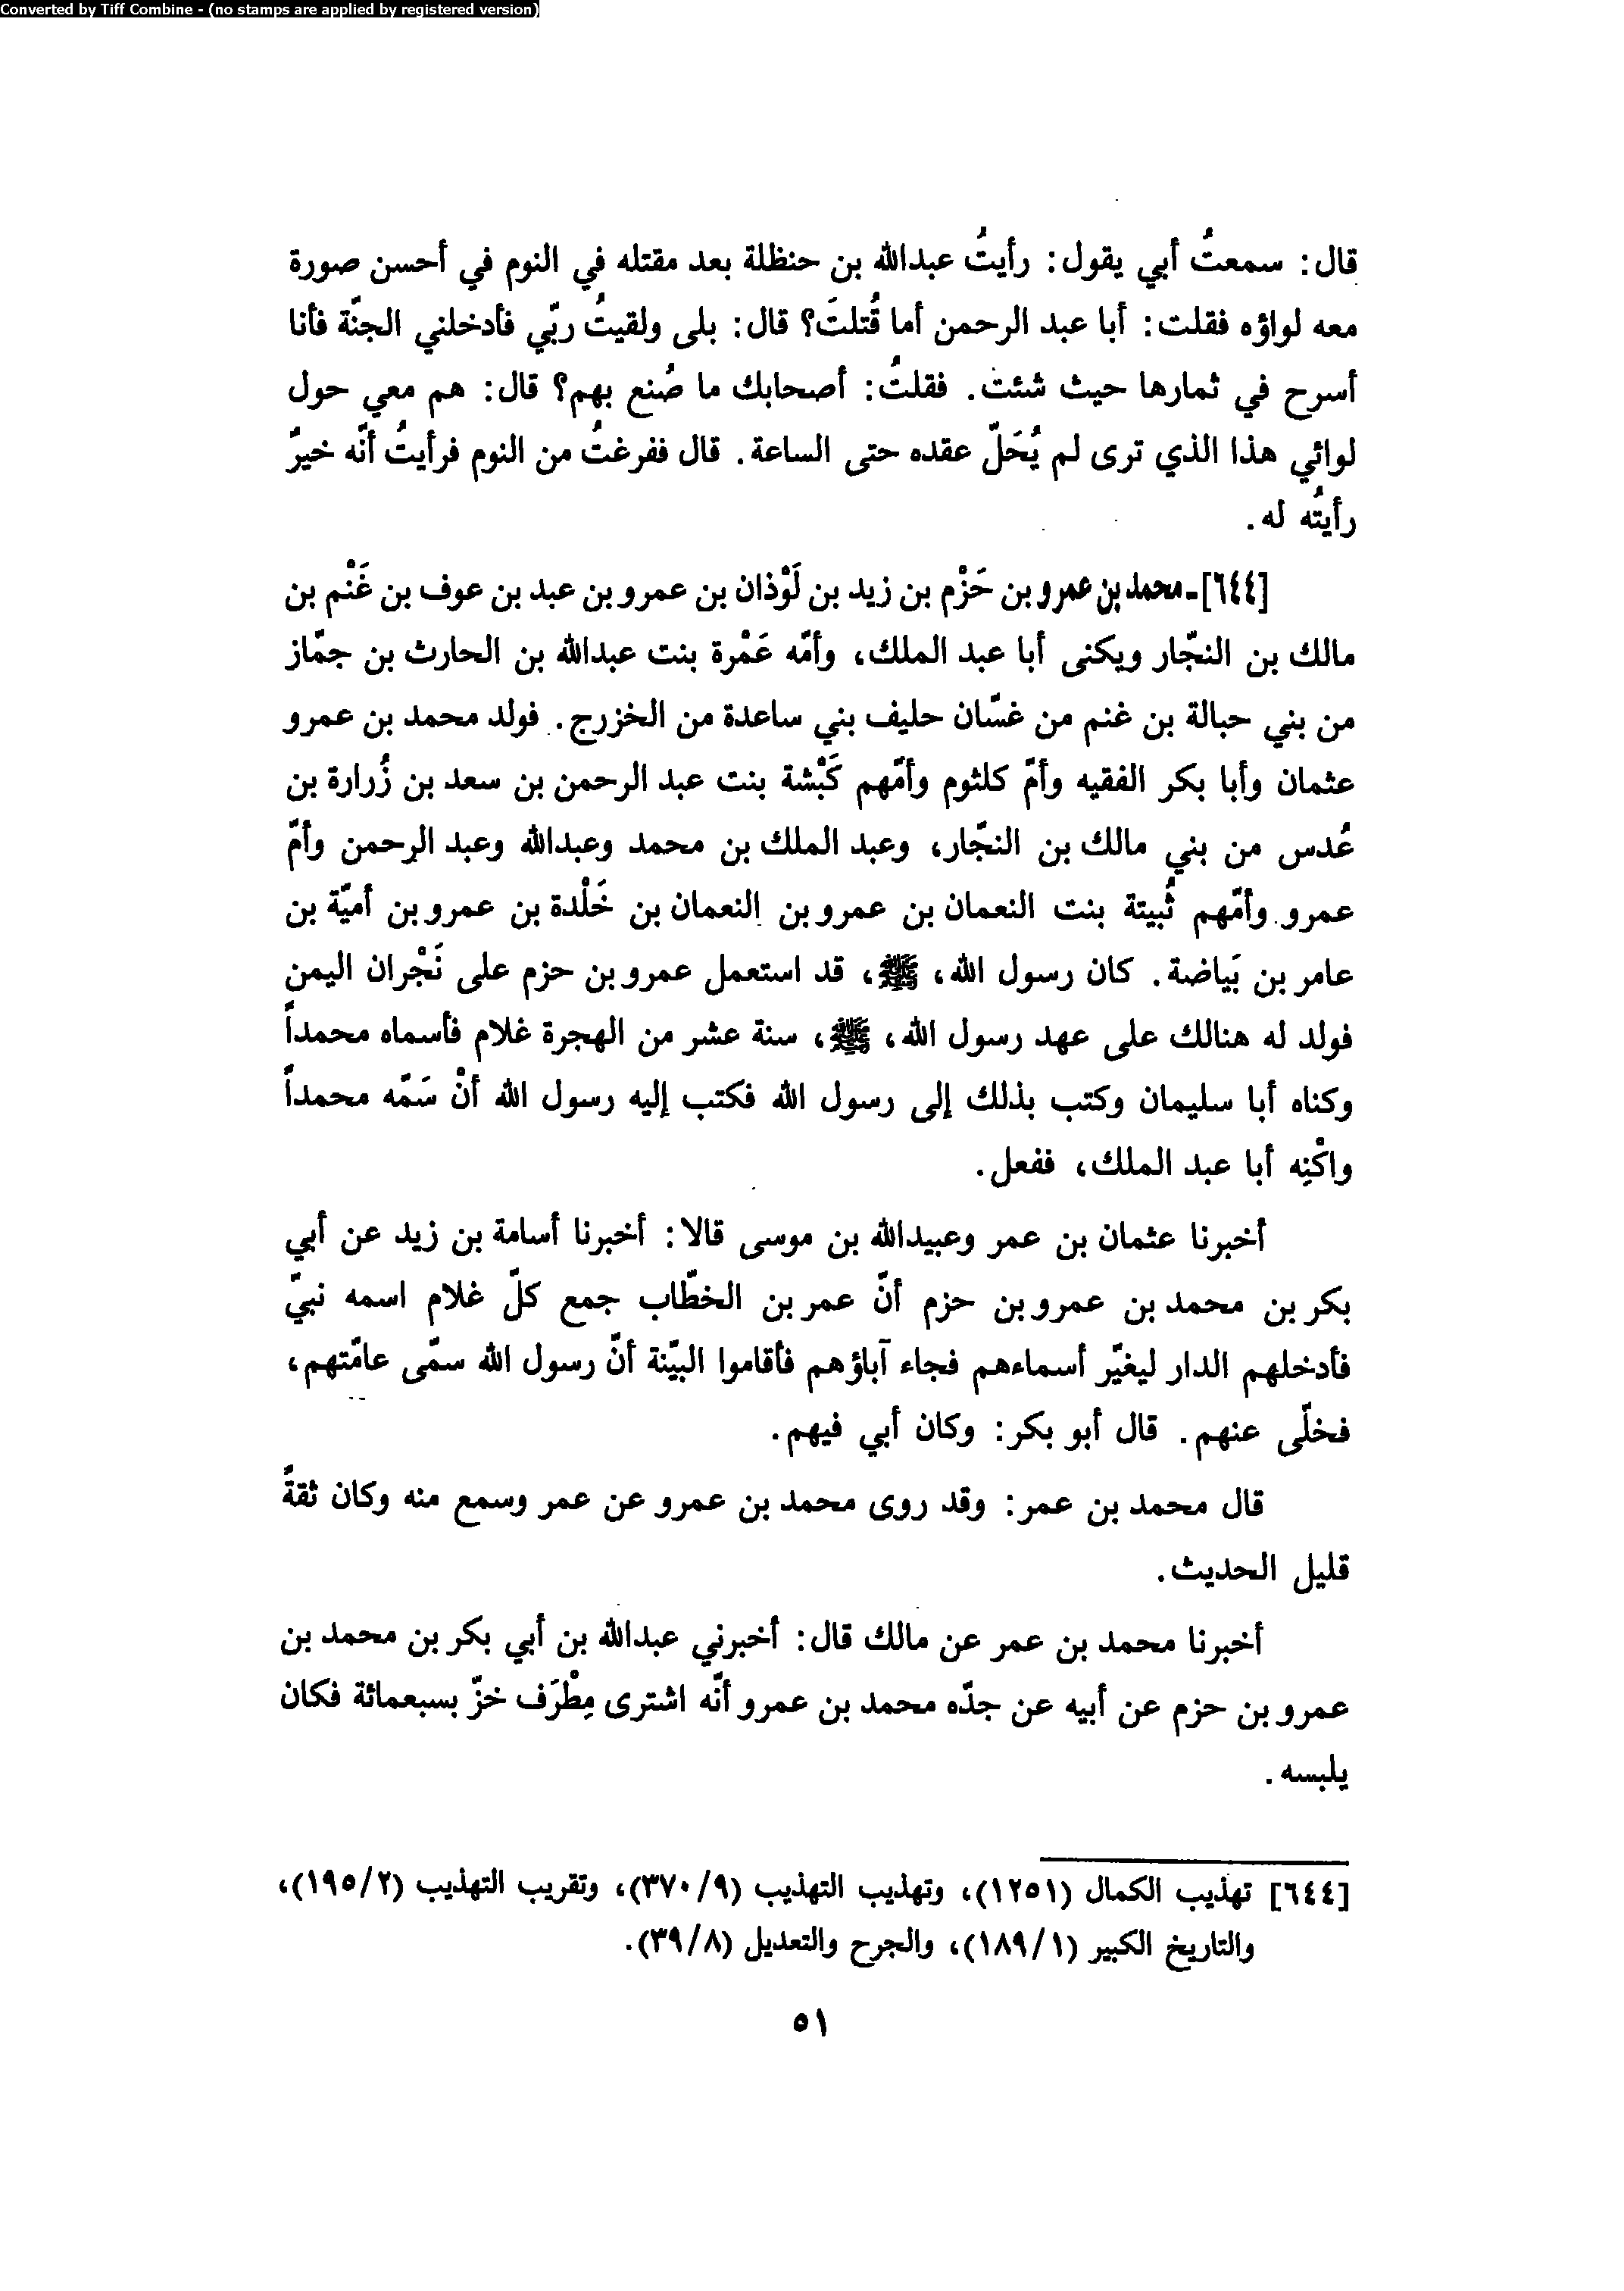 Converted by Tiff Combine - (no stamps are applied by registered version)
قال: سمعتُ أبي يقول: رأيتُ عبدالله بن حنظلة بعد مقتله في النوم في أحسن صورة
معه لواؤه فقلت: أبا عبد الرحمن أما قُتلتَ؟ قال: بلى ولقيتُ ربّي فأدخلني الجنّة فأنا
أسرح في ثمارها حيث شئت. فقلتُ: أصحابك ما صُنع بهم؟ قال: هم معي حول
لوائي هذا الذي ترى لم يُحَلّ عقده حتى الساعة. قال ففرغتُ من النوم فرأيتُ أنّه خيرٌ
رأيتُه له.
[٦٤٤]ـ محمد بن عمرو بن حَزْم بن زيد بن لَوْذان بن عمرو بن عبد بن عوف بن غَنْم بن
مالك بن النجّار ويكنى أبا عبد الملك، وأمّه عَمْرة بنت عبدالله بن الحارث بن جمّاز
من بني حبالة بن غنم من غسّان حليف بني ساعدة من الخزرج. فولد محمد بن عمرو
عثمان وأبا بكر الفقيه وأمّ كلثوم وأمّهم كَبْشة بنت عبد الرحمن بن سعد بن زُرارة بن
عُدس من بني مالك بن النجّار، وعبد الملك بن محمد وعبدالله وعبد الرحمن وأمّ
عمرو وأمّهم ثُبيتة بنت النعمان بن عمرو بن النعمان بن خَلْدة بن عمرو بن أميّة بن
عامر بن بَياضة. كان رسول الله، ﷺ، قد استعمل عمرو بن حزم على نَجْران اليمن
فولد له هنالك على عهد رسول الله، ﷺ، سنة عشر من الهجرة غلام فأسماه محمداً
وكناه أبا سليمان وكتب بذلك إلى رسول الله فكتب إليه رسول الله أنْ سَمّه محمداً
واكْنِه أبا عبد الملك، ففعل.
أخبرنا عثمان بن عمر وعبيدالله بن موسى قالا: أخبرنا أسامة بن زيد عن أبي
بكر بن محمد بن عمرو بن حزم أنّ عمر بن الخطّاب جمع كلّ غلام اسمه نبيّ
فأدخلهم الدار ليغيّر أسماءهم فجاء آباؤهم فأقاموا البيّنة أنّ رسول الله سمّى عامّتهم،
فخلّى عنهم. قال أبو بكر: وكان أبي فيهم.
قال محمد بن عمر: وقد روى محمد بن عمرو عن عمر وسمع منه وكان ثقةً
قليل الحديث.
أخبرنا محمد بن عمر عن مالك قال: أخبرني عبدالله بن أبي بكر بن محمد بن
عمرو بن حزم عن أبيه عن جدّه محمد بن عمرو أنّه اشترى مِطْرَف خزّ بسبعمائة فكان
يلبسه.
[٦٤٤] تهذيب الكمال (١٢٥١)، وتهذيب التهذيب (٣٧٠/٩)، وتقريب التهذيب (١٩٥/٢)،
والتاريخ الكبير (١٨٩/١)، والجرح والتعديل (٣٩/٨).
٥١